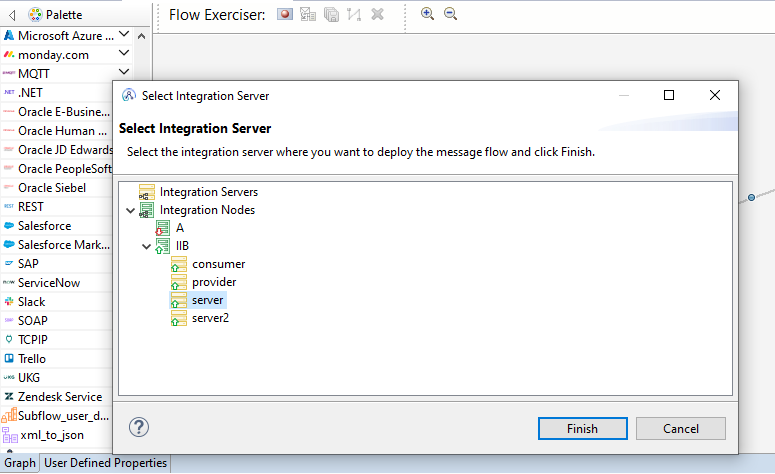 Palette
Flow Exerciser:
Microsoft Azure ...
monday.com
MQTT
.NET
Oracle E-Busine...
Oracle Human ...
Oracle JD Edwards
Oracle PeopleSoft
Oracle Siebel
REST
Salesforce
Salesforce Mark...
SAP
ServiceNow
Slack
SOAP
TCPIP
Trello
UKG
Zendesk Service
Subflow_user_d...
xml_to_json
Graph
User Defined Properties
Select Integration Server
Select Integration Server
Select the integration server where you want to deploy the message flow and click Finish.
Integration Servers
Integration Nodes
A
IIB
consumer
provider
server
server2
?
Finish
Cancel